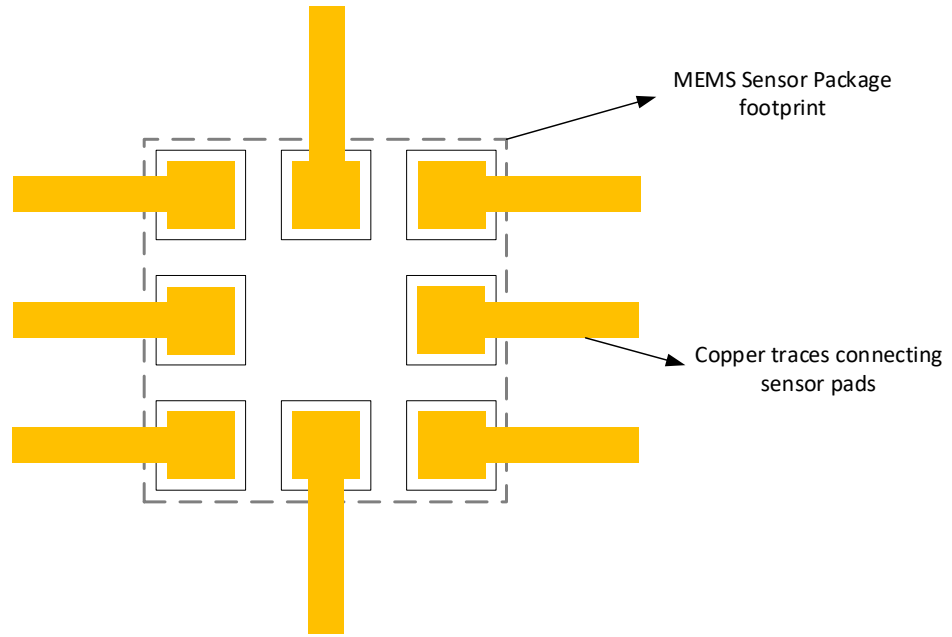 MEMS Sensor Package
footprint
Copper traces connecting
sensor pads